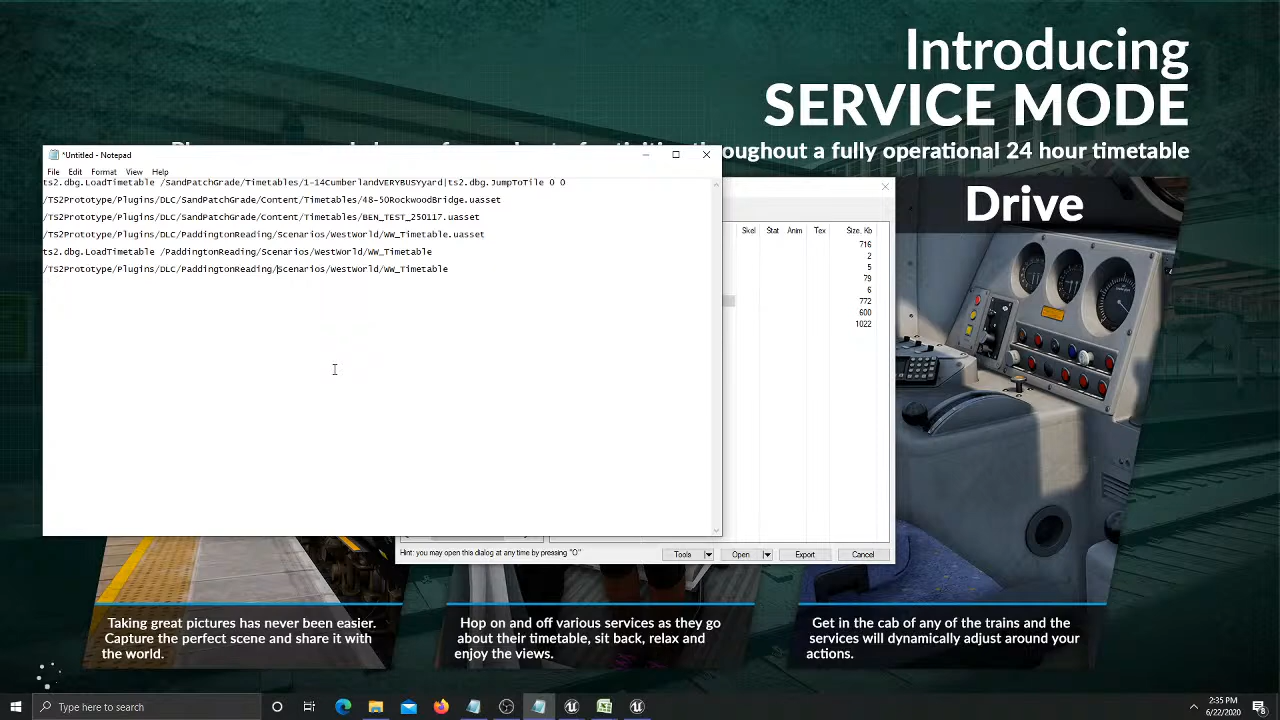 Introducing
SERVICE MODE
throughout a fully operational 24 hour timetable
Drive
*Untitled - Notepad
File Edit Format View Help
ts2.dbg.LoadTimetable /SandPatchGrade/Timetables/1-14CumberlandVERYBUSYyard|ts2.dbg.JumpToTile 0 0
/TS2Prototype/Plugins/DLC/SandPatchGrade/Content/Timetables/48-50RockwoodBridge.uasset
/TS2Prototype/Plugins/DLC/SandPatchGrade/Content/Timetables/BEN_TEST_250117.uasset
/TS2Prototype/Plugins/DLC/PaddingtonReading/Scenarios/WestWorld/WW_Timetable.uasset
ts2.dbg.LoadTimetable /PaddingtonReading/Scenarios/WestWorld/WW_Timetable
/TS2Prototype/Plugins/DLC/PaddingtonReading/Scenarios/WestWorld/WW_Timetable
Skel Stat Anim Tex Size, Kb
716
2
5
79
6
772
600
1022
Hint: you may open this dialog at any time by pressing "O"
Tools Open Export Cancel
Taking great pictures has never been easier.
Capture the perfect scene and share it with
the world.
Hop on and off various services as they go
about their timetable, sit back, relax and
enjoy the views.
Get in the cab of any of the trains and the
services will dynamically adjust around your
actions.
Type here to search
2:35 PM
6/22/2020
8